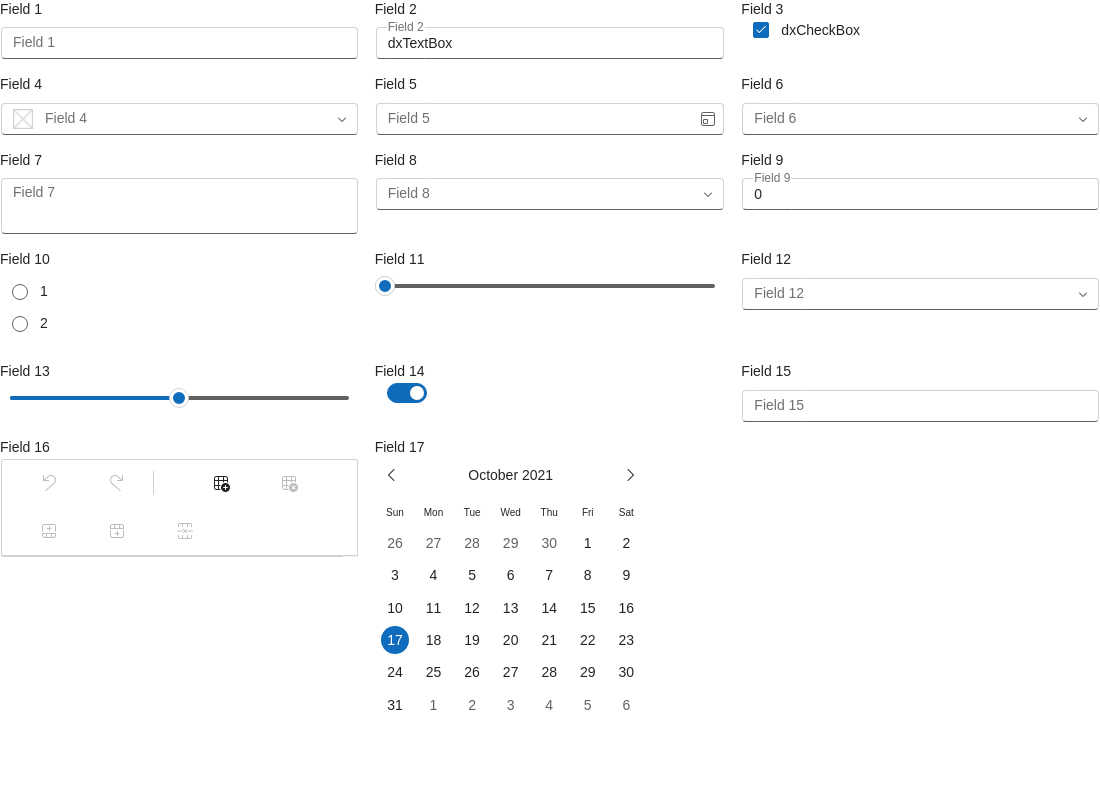 Field 1
Field 1
Field 2
Field 2
dxTextBox
Field 3
dxCheckBox
Field 4
Field 4
Field 5
Field 5
Field 6
Field 6
Field 7
Field 7
Field 8
Field 8
Field 9
Field 9
0
Field 10
1
2
Field 11
Field 12
Field 12
Field 13
Field 14
Field 15
Field 15
Field 16
Field 17
October 2021
Sun Mon Tue Wed Thu Fri Sat
26 27 28 29 30 1 2
3 4 5 6 7 8 9
10 11 12 13 14 15 16
17 18 19 20 21 22 23
24 25 26 27 28 29 30
31 1 2 3 4 5 6